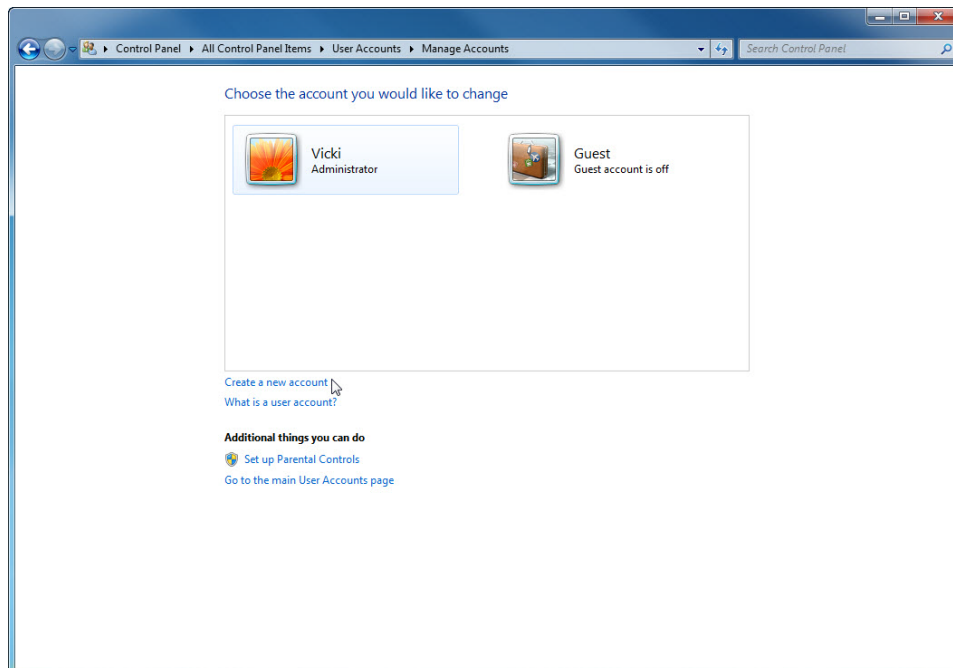 Control Panel ▸ All Control Panel Items ▸ User Accounts ▸ Manage Accounts
Search Control Panel
Choose the account you would like to change
Vicki
Administrator
Guest
Guest account is off
Create a new account
What is a user account?
Additional things you can do
Set up Parental Controls
Go to the main User Accounts page